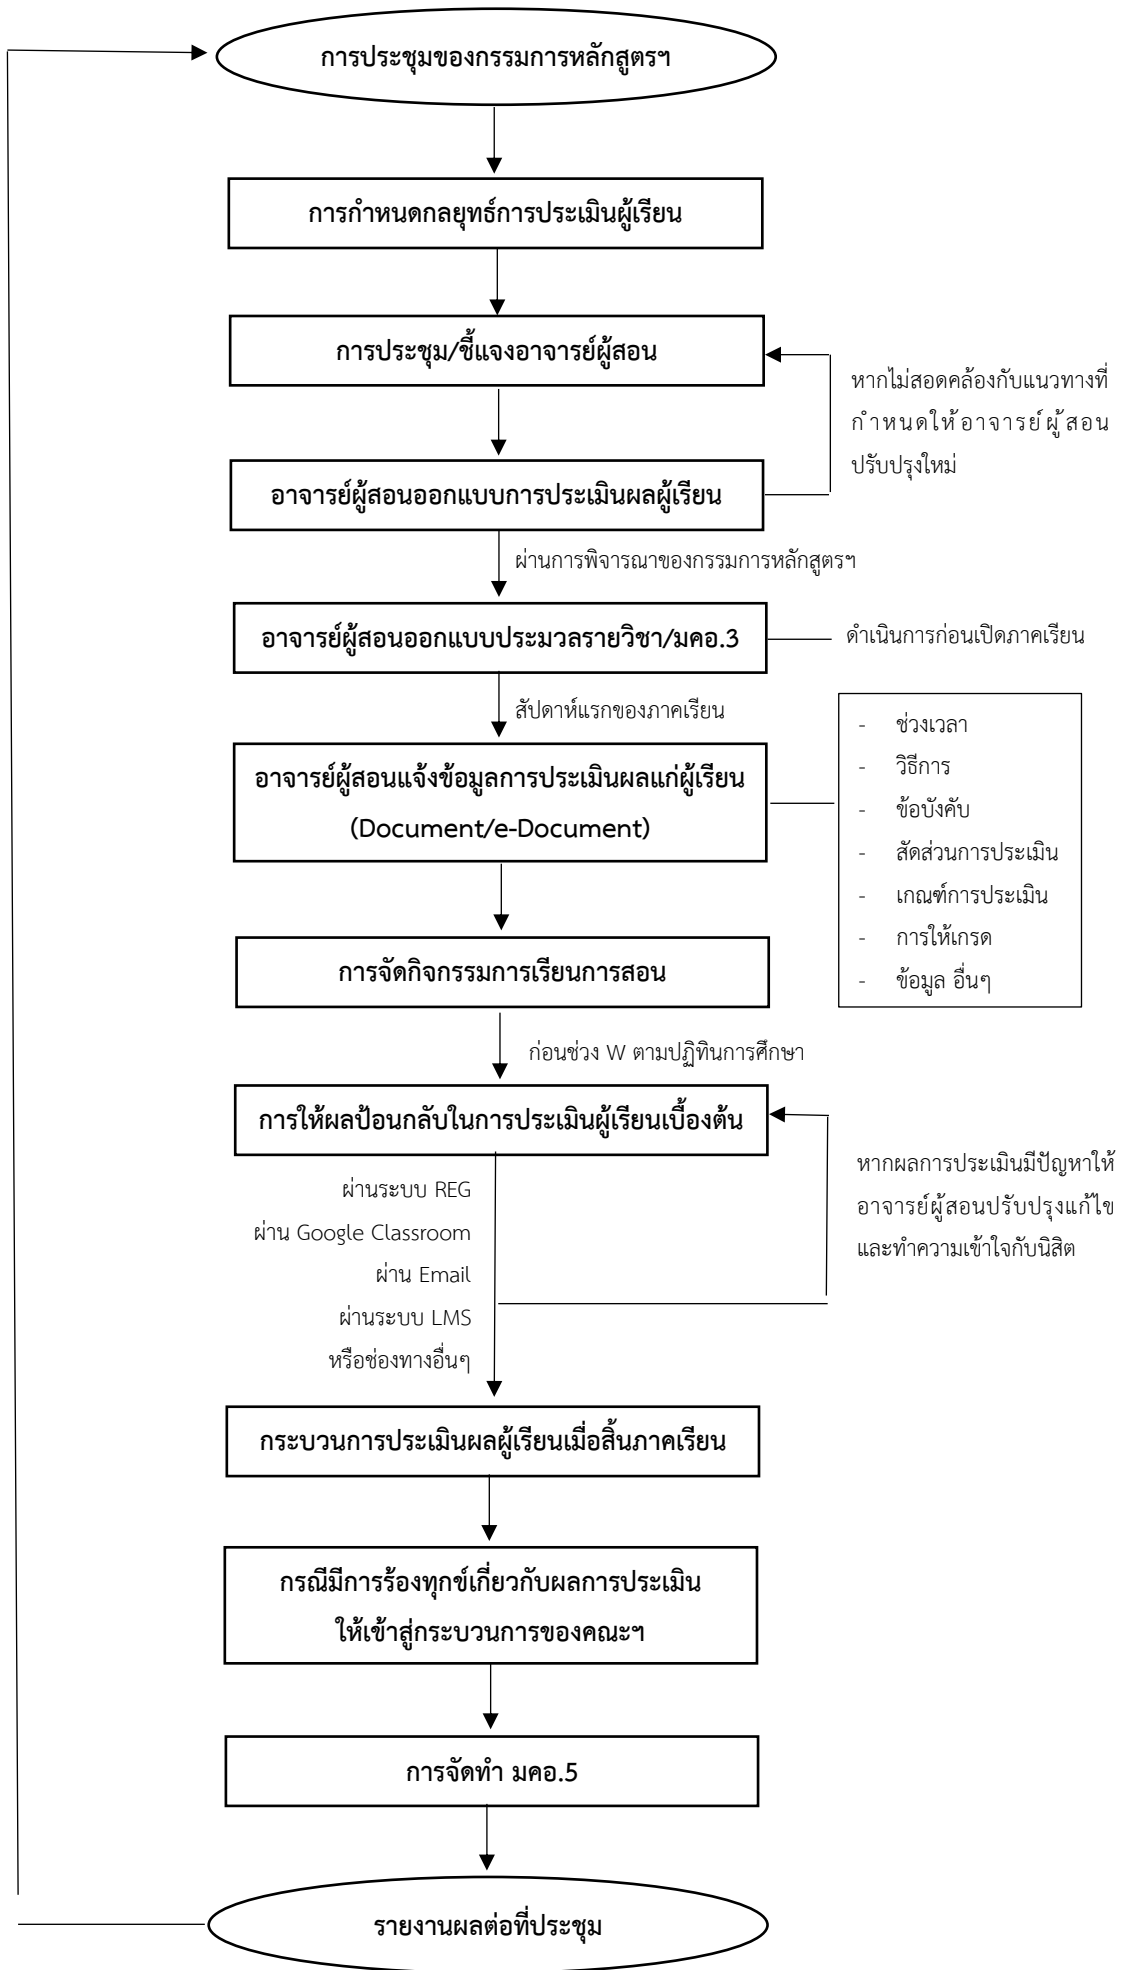 การประชุมของกรรมการหลักสูตรฯ
การกำหนดกลยุทธ์การประเมินผู้เรียน
การประชุม/ชี้แจงอาจารย์ผู้สอน
หากไม่สอดคล้องกับแนวทางที่
กำหนดให้อาจารย์ผู้สอน
ปรับปรุงใหม่
อาจารย์ผู้สอนออกแบบการประเมินผลผู้เรียน
ผ่านการพิจารณาของกรรมการหลักสูตรฯ
อาจารย์ผู้สอนออกแบบประมวลรายวิชา/มคอ.3
ดำเนินการก่อนเปิดภาคเรียน
สัปดาห์แรกของภาคเรียน
อาจารย์ผู้สอนแจ้งข้อมูลการประเมินผลแก่ผู้เรียน
(Document/e-Document)
- ช่วงเวลา
- วิธีการ
- ข้อบังคับ
- สัดส่วนการประเมิน
- เกณฑ์การประเมิน
- การให้เกรด
- ข้อมูล อื่นๆ
การจัดกิจกรรมการเรียนการสอน
ก่อนช่วง W ตามปฏิทินการศึกษา
การให้ผลป้อนกลับในการประเมินผู้เรียนเบื้องต้น
ผ่านระบบ REG
ผ่าน Google Classroom
ผ่าน Email
ผ่านระบบ LMS
หรือช่องทางอื่นๆ
หากผลการประเมินมีปัญหาให้
อาจารย์ผู้สอนปรับปรุงแก้ไข
และทำความเข้าใจกับนิสิต
กระบวนการประเมินผลผู้เรียนเมื่อสิ้นภาคเรียน
กรณีมีการร้องทุกข์เกี่ยวกับผลการประเมิน
ให้เข้าสู่กระบวนการของคณะฯ
การจัดทำ มคอ.5
รายงานผลต่อที่ประชุม